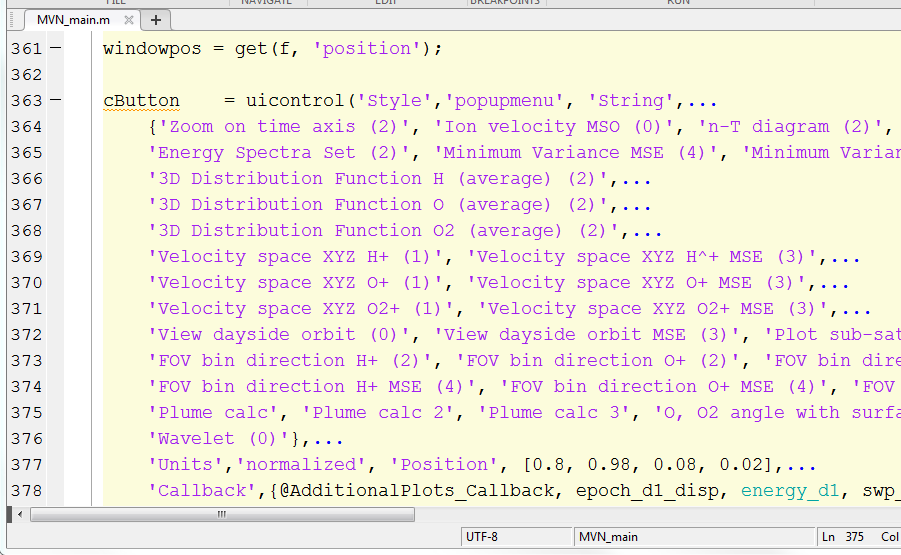 FILE NAVIGATE EDIT BREAKPOINTS RUN
MVN_main.m
361 windowpos = get(f, 'position');
362
363 cButton = uicontrol('Style','popupmenu', 'String',...
364 {'Zoom on time axis (2)', 'Ion velocity MSO (0)', 'n-T diagram (2)',
365 'Energy Spectra Set (2)', 'Minimum Variance MSE (4)', 'Minimum Varian
366 '3D Distribution Function H (average) (2)',...
367 '3D Distribution Function O (average) (2)',...
368 '3D Distribution Function O2 (average) (2)',...
369 'Velocity space XYZ H+ (1)', 'Velocity space XYZ H^+ MSE (3)',...
370 'Velocity space XYZ O+ (1)', 'Velocity space XYZ O+ MSE (3)',...
371 'Velocity space XYZ O2+ (1)', 'Velocity space XYZ O2+ MSE (3)',...
372 'View dayside orbit (0)', 'View dayside orbit MSE (3)', 'Plot sub-sat
373 'FOV bin direction H+ (2)', 'FOV bin direction O+ (2)', 'FOV bin dire
374 'FOV bin direction H+ MSE (4)', 'FOV bin direction O+ MSE (4)', 'FOV
375 'Plume calc', 'Plume calc 2', 'Plume calc 3', 'O, O2 angle with surfa
376 'Wavelet (0)'},...
377 'Units','normalized', 'Position', [0.8, 0.98, 0.08, 0.02],...
378 'Callback',{@AdditionalPlots_Callback, epoch_d1_disp, energy_d1, swp_
UTF-8 MVN_main Ln 375 Col